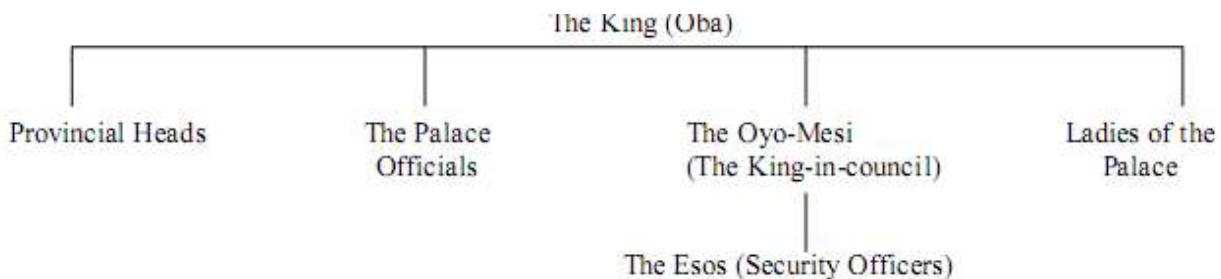 The King (Oba)
Provincial Heads
The Palace
Officials
The Oyo-Mesi
(The King-in-council)
Ladies of the
Palace
The Esos (Security Officers)